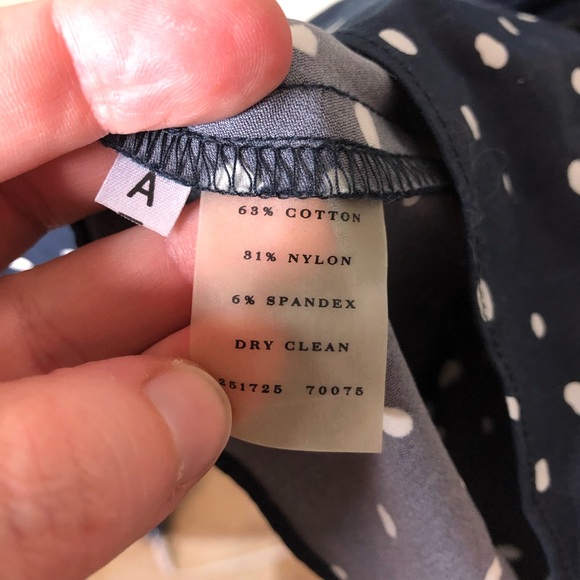 A
63% COTTON
31% NYLON
6% SPANDEX
DRY CLEAN
251725 70075